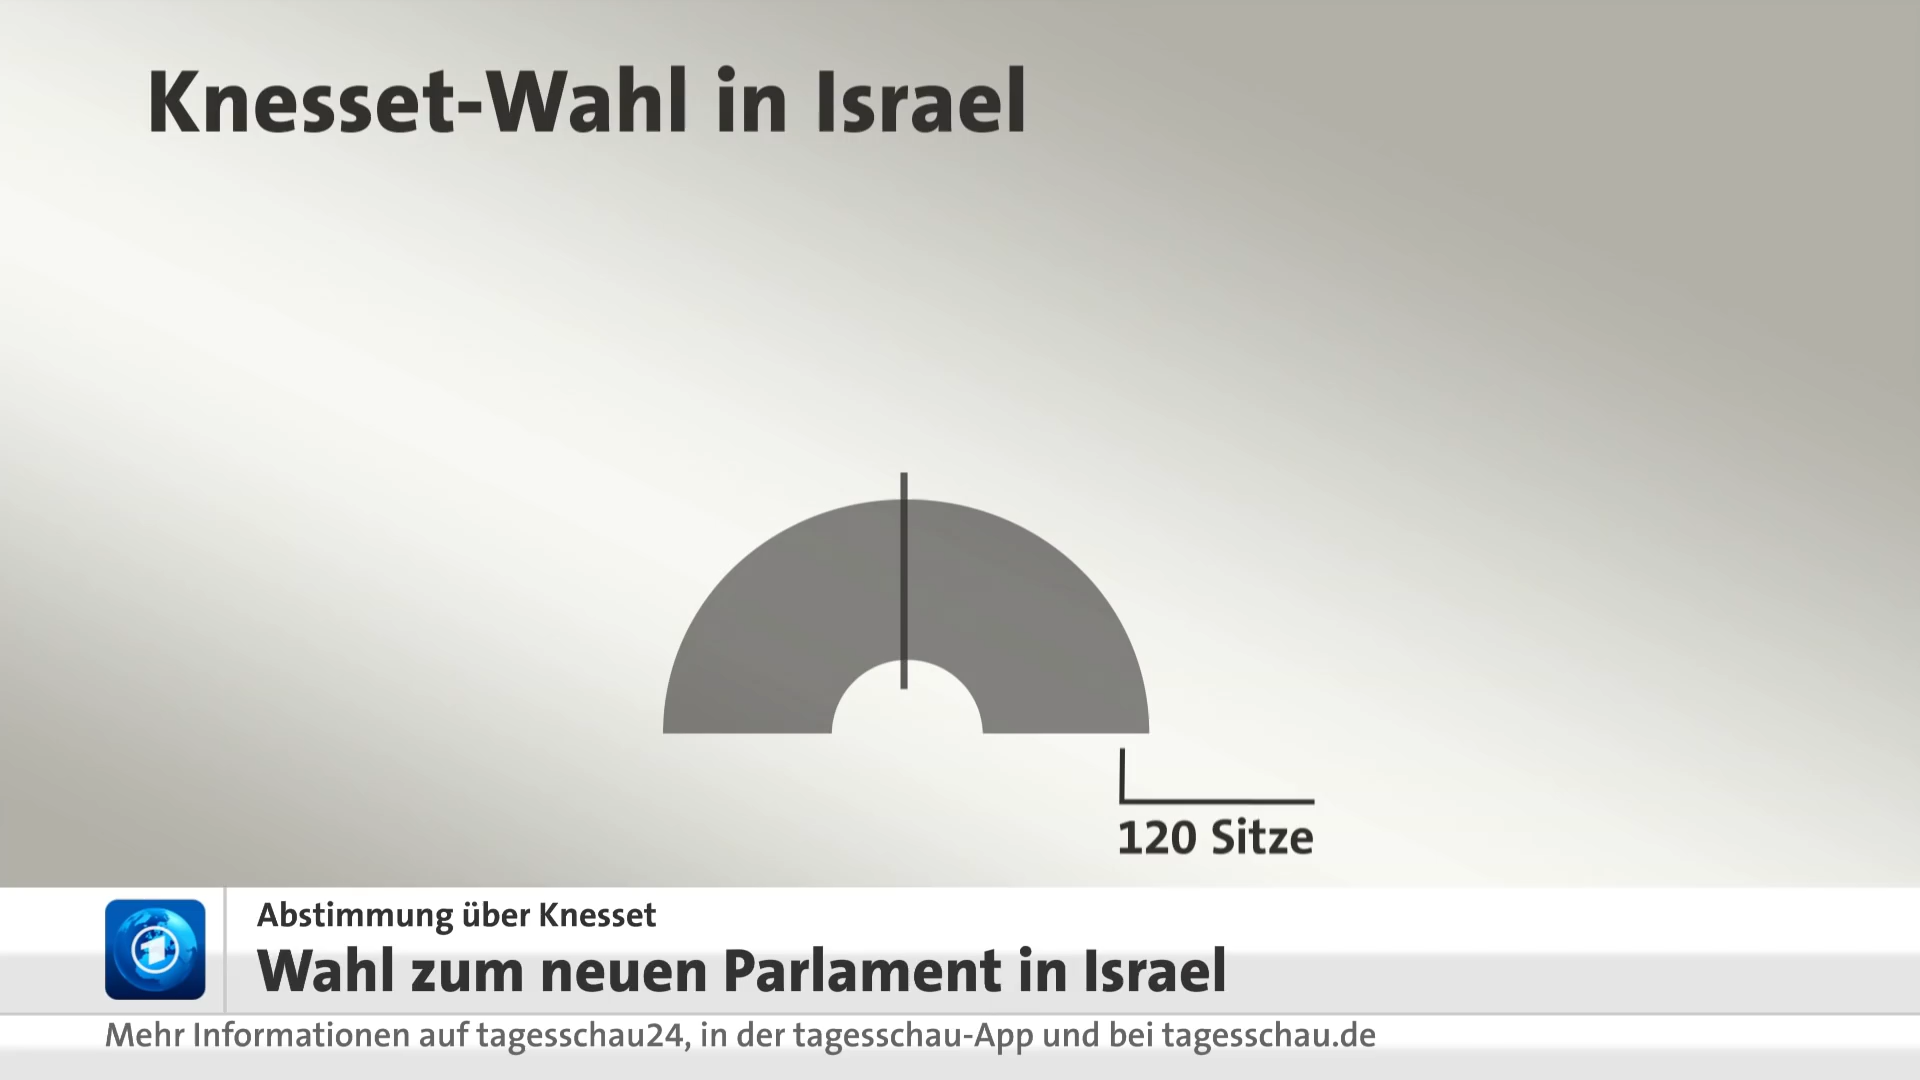 Knesset-Wahl in Israel
120 Sitze
Abstimmung über Knesset
Wahl zum neuen Parlament in Israel
Mehr Informationen auf tagesschau24, in der tagesschau-App und bei tagesschau.de